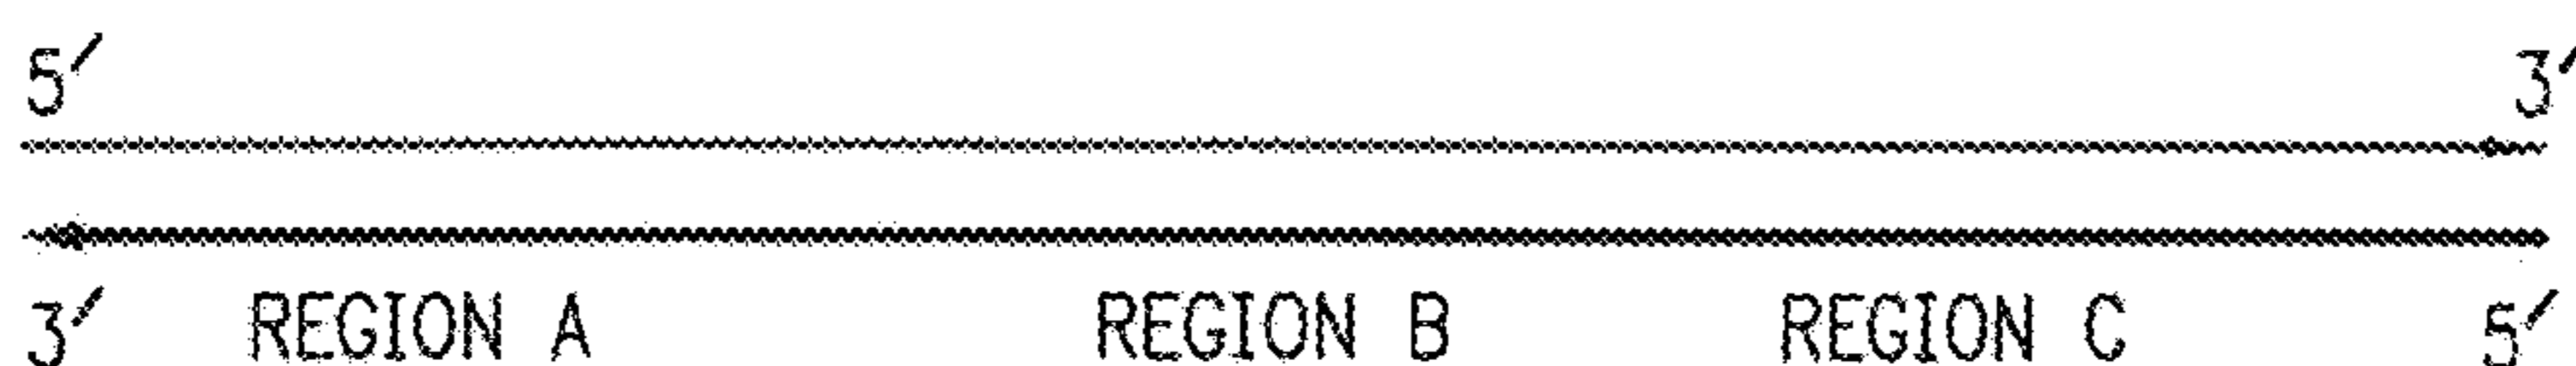 5′ 3′
3′ REGION A REGION B REGION C 5′